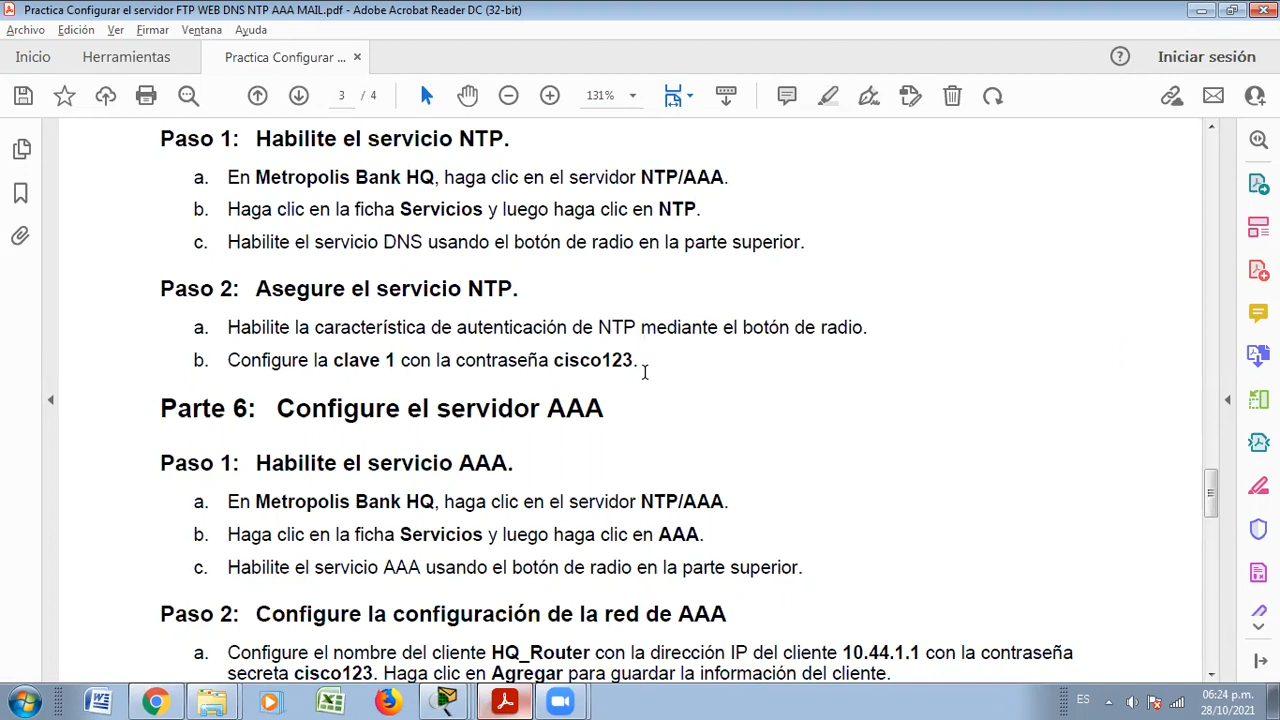 Practica Configurar el servidor FTP WEB DNS NTP AAA MAIL.pdf - Adobe Acrobat Reader DC (32-bit)
Archivo Edición Ver Firmar Ventana Ayuda
Inicio Herramientas Practica Configurar ... ×
Iniciar sesión
3 / 4 131%
Paso 1: Habilite el servicio NTP.
a. En Metropolis Bank HQ, haga clic en el servidor NTP/AAA.
b. Haga clic en la ficha Servicios y luego haga clic en NTP.
c. Habilite el servicio DNS usando el botón de radio en la parte superior.
Paso 2: Asegure el servicio NTP.
a. Habilite la característica de autenticación de NTP mediante el botón de radio.
b. Configure la clave 1 con la contraseña cisco123.
Parte 6: Configure el servidor AAA
Paso 1: Habilite el servicio AAA.
a. En Metropolis Bank HQ, haga clic en el servidor NTP/AAA.
b. Haga clic en la ficha Servicios y luego haga clic en AAA.
c. Habilite el servicio AAA usando el botón de radio en la parte superior.
Paso 2: Configure la configuración de la red de AAA
a. Configure el nombre del cliente HQ_Router con la dirección IP del cliente 10.44.1.1 con la contraseña
secreta cisco123. Haga clic en Agregar para guardar la información del cliente.
ES
06:24 p.m.
28/10/2021